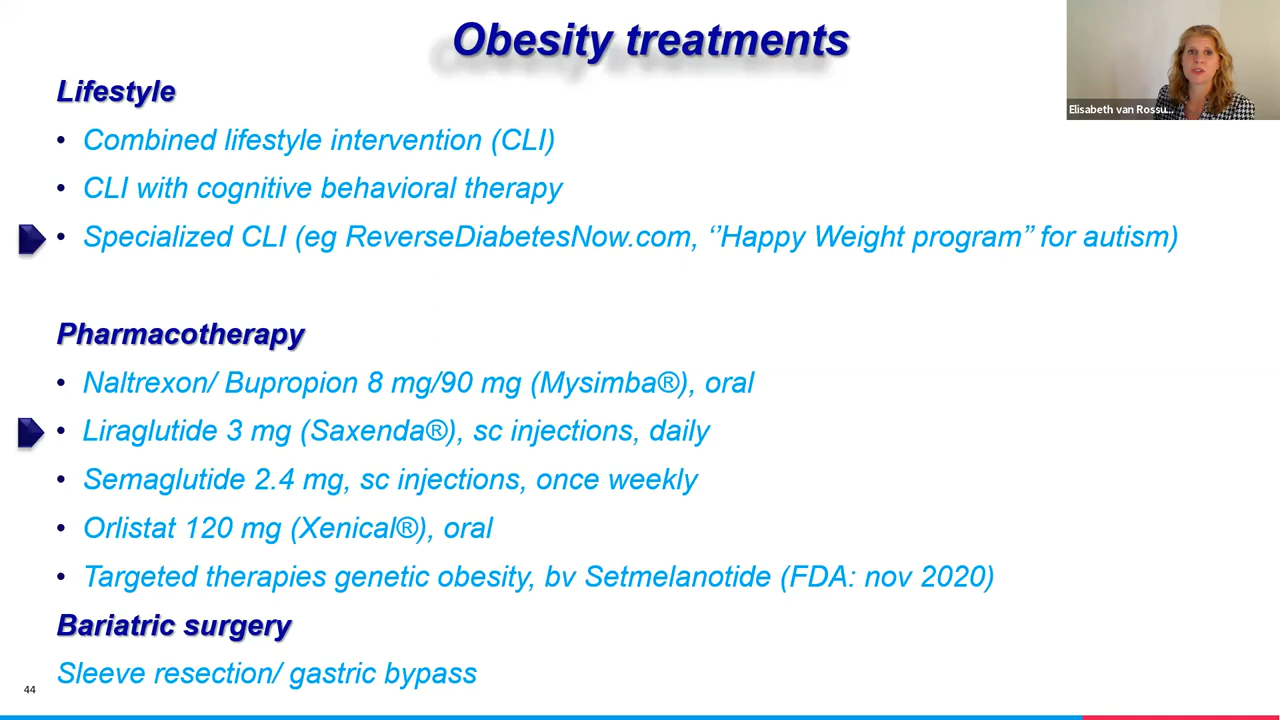 Obesity treatments
Elisabeth van Rossu...
Lifestyle
• Combined lifestyle intervention (CLI)
• CLI with cognitive behavioral therapy
• Specialized CLI (eg ReverseDiabetesNow.com, ‘’Happy Weight program’’ for autism)
Pharmacotherapy
• Naltrexon/ Bupropion 8 mg/90 mg (Mysimba®), oral
• Liraglutide 3 mg (Saxenda®), sc injections, daily
• Semaglutide 2.4 mg, sc injections, once weekly
• Orlistat 120 mg (Xenical®), oral
• Targeted therapies genetic obesity, bv Setmelanotide (FDA: nov 2020)
Bariatric surgery
Sleeve resection/ gastric bypass
44